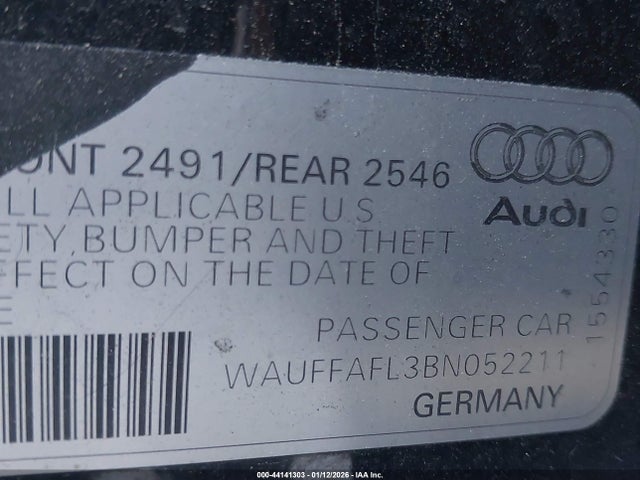 ONT 2491/REAR 2546
LL APPLICABLE U S
ETY, BUMPER AND THEFT
FFECT ON THE DATE OF
E
Audi
1554330
PASSENGER CAR
WAUFFAFL3BN052211
GERMANY
000-44141303 - 01/12/2026 - IAA Inc.